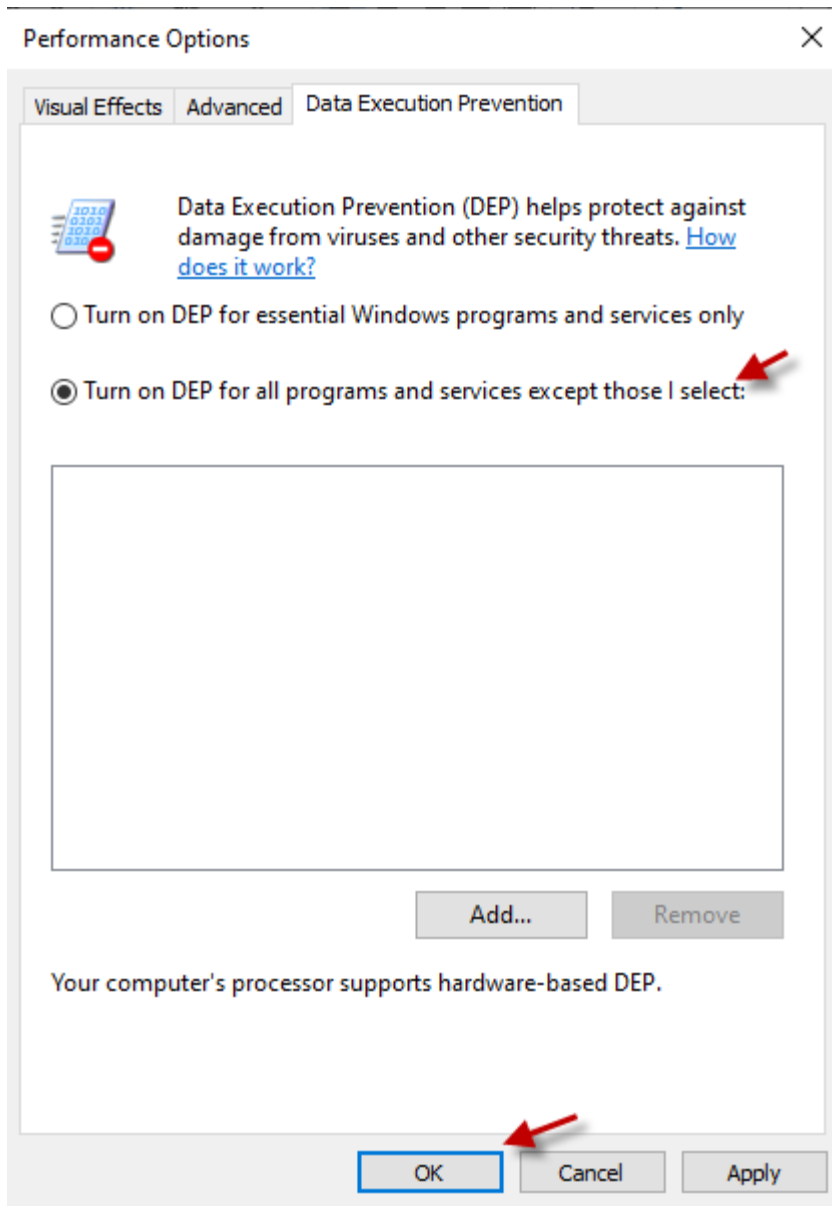 Performance Options
Visual Effects
Advanced
Data Execution Prevention
Data Execution Prevention (DEP) helps protect against
damage from viruses and other security threats. How
does it work?
Turn on DEP for essential Windows programs and services only
Turn on DEP for all programs and services except those I select:
Add...
Remove
Your computer's processor supports hardware-based DEP.
OK
Cancel
Apply